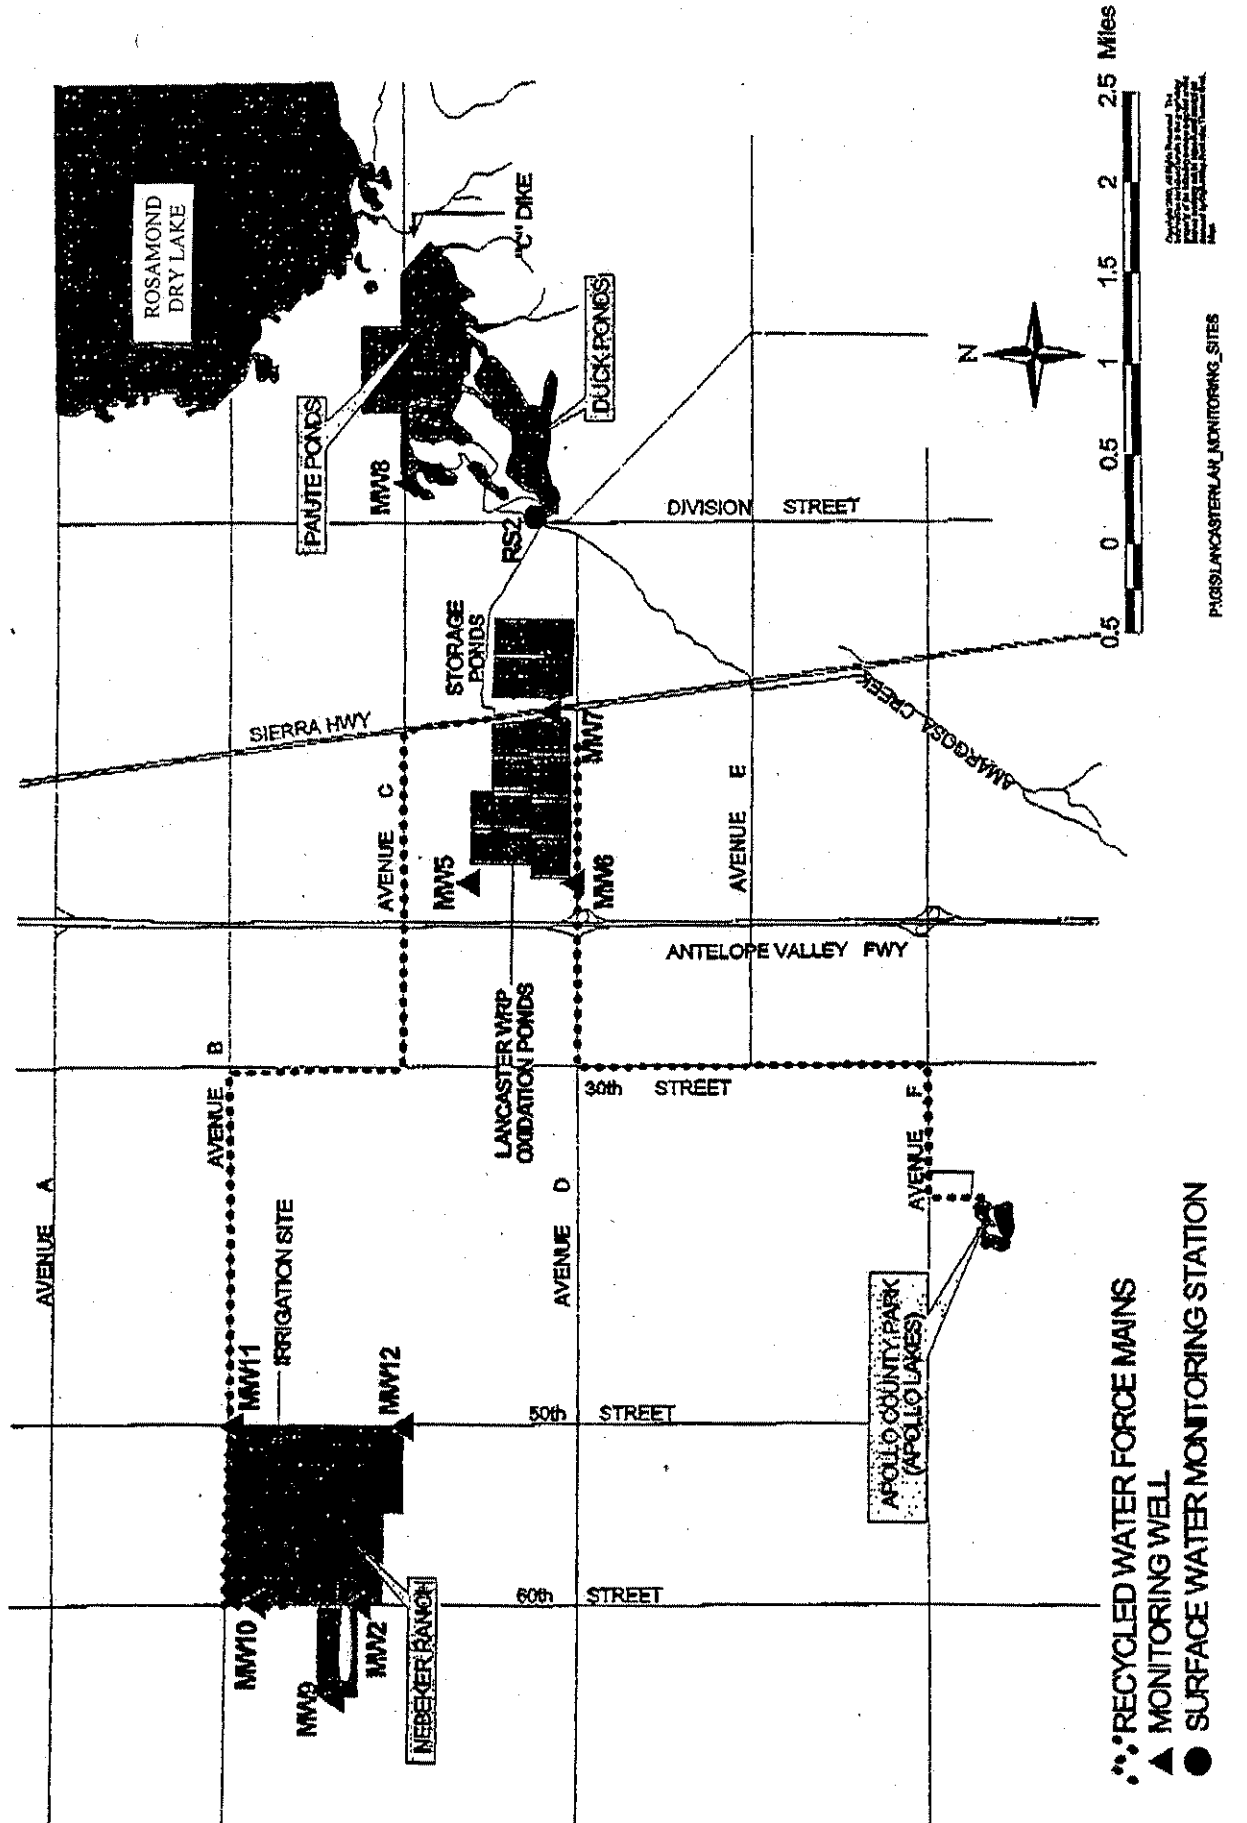 ROSAMOND
DRY LAKE
PAIUTE PONDS
MW8
"C" DIKE
DUCK PONDS
RS2
DIVISION STREET
STORAGE
PONDS
SIERRA HWY
MW7
AMARGOSA CREEK
AVENUE C
AVENUE E
MW5
MW6
ANTELOPE VALLEY FWY
LANCASTER WRP
OXIDATION PONDS
30th STREET
AVENUE B
AVENUE A
AVENUE D
AVENUE F
IRRIGATION SITE
MW11
MW12
50th STREET
APOLLO COUNTY PARK
(APOLLO LAKES)
60th STREET
MW10
MW9
MW2
NEBEKER RANCH
N
0.5 0 0.5 1 1.5 2 2.5 Miles
RECYCLED WATER FORCE MAINS
MONITORING WELL
SURFACE WATER MONITORING STATION